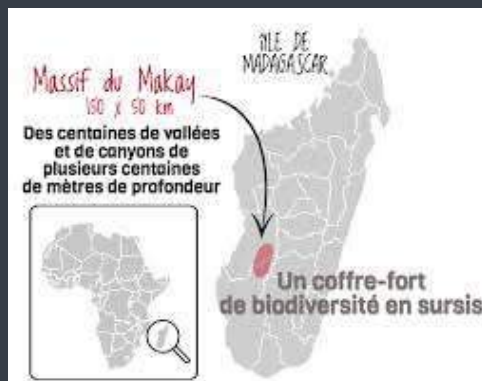 ÎLE DE
MADAGASCAR
Massif du Makay
150 x 50 km
Des centaines de vallées
et de canyons de
plusieurs centaines
de mètres de profondeur
Un coffre-fort
de biodiversité en sursis